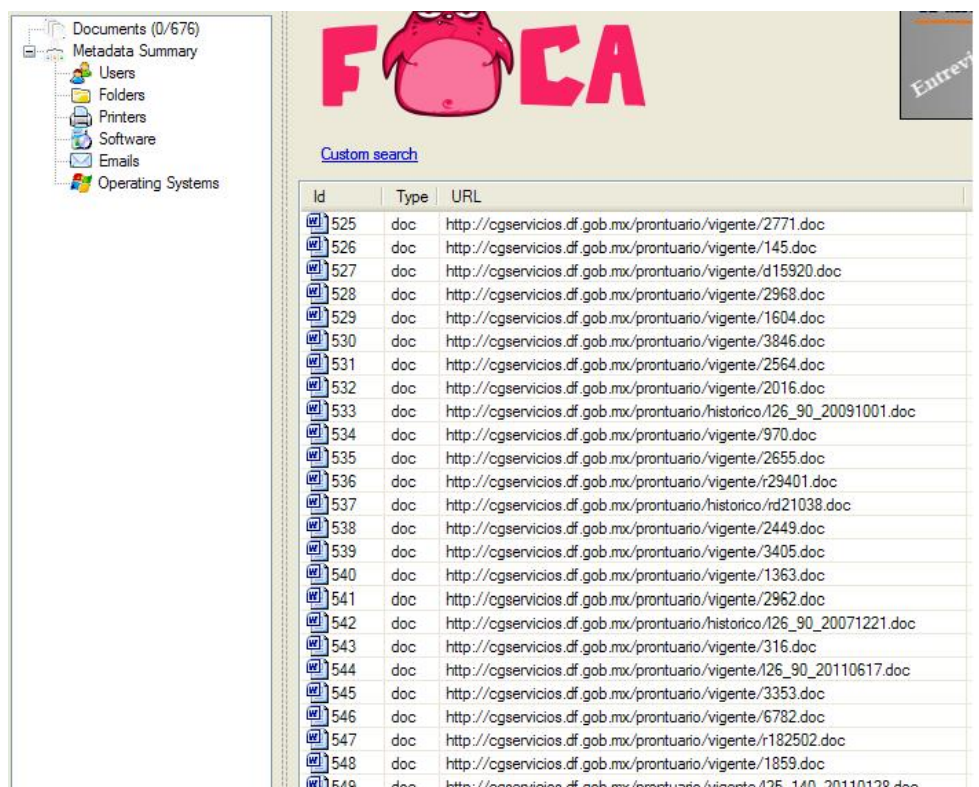 Documents (0/676)
Metadata Summary
Users
Folders
Printers
Software
Emails
Operating Systems
FOCA
Custom search
Id Type URL
525 doc http://cgservicios.df.gob.mx/prontuario/vigente/2771.doc
526 doc http://cgservicios.df.gob.mx/prontuario/vigente/145.doc
527 doc http://cgservicios.df.gob.mx/prontuario/vigente/d15920.doc
528 doc http://cgservicios.df.gob.mx/prontuario/vigente/2968.doc
529 doc http://cgservicios.df.gob.mx/prontuario/vigente/1604.doc
530 doc http://cgservicios.df.gob.mx/prontuario/vigente/3846.doc
531 doc http://cgservicios.df.gob.mx/prontuario/vigente/2564.doc
532 doc http://cgservicios.df.gob.mx/prontuario/vigente/2016.doc
533 doc http://cgservicios.df.gob.mx/prontuario/historico/l26_90_20091001.doc
534 doc http://cgservicios.df.gob.mx/prontuario/vigente/970.doc
535 doc http://cgservicios.df.gob.mx/prontuario/vigente/2655.doc
536 doc http://cgservicios.df.gob.mx/prontuario/vigente/r29401.doc
537 doc http://cgservicios.df.gob.mx/prontuario/historico/rd21038.doc
538 doc http://cgservicios.df.gob.mx/prontuario/vigente/2449.doc
539 doc http://cgservicios.df.gob.mx/prontuario/vigente/3405.doc
540 doc http://cgservicios.df.gob.mx/prontuario/vigente/1363.doc
541 doc http://cgservicios.df.gob.mx/prontuario/vigente/2962.doc
542 doc http://cgservicios.df.gob.mx/prontuario/historico/l26_90_20071221.doc
543 doc http://cgservicios.df.gob.mx/prontuario/vigente/316.doc
544 doc http://cgservicios.df.gob.mx/prontuario/vigente/l26_90_20110617.doc
545 doc http://cgservicios.df.gob.mx/prontuario/vigente/3353.doc
546 doc http://cgservicios.df.gob.mx/prontuario/vigente/6782.doc
547 doc http://cgservicios.df.gob.mx/prontuario/vigente/r182502.doc
548 doc http://cgservicios.df.gob.mx/prontuario/vigente/1859.doc
549 doc http://cgservicios.df.gob.mx/prontuario/vigente/l25_140_20110128.doc